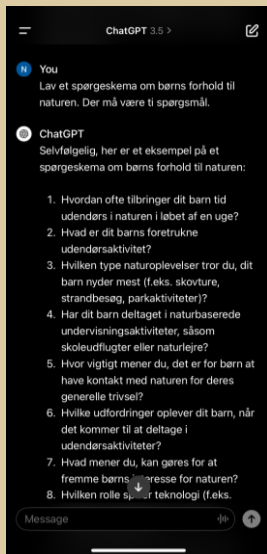 ChatGPT 3.5 >
N You
Lav et spørgeskema om børns forhold til
naturen. Der må være ti spørgsmål.
ChatGPT
Selvfølgelig, her er et eksempel på et
spørgeskema om børns forhold til naturen:
1. Hvordan ofte tilbringer dit barn tid
udendørs i naturen i løbet af en uge?
2. Hvad er dit barns foretrukne
udendørsaktivitet?
3. Hvilken type naturoplevelser tror du, dit
barn nyder mest (f.eks. skovture,
strandbesøg, parkaktiviteter)?
4. Har dit barn deltaget i naturbaserede
undervisningsaktiviteter, såsom
skoleudflugter eller naturlejre?
5. Hvor vigtigt mener du, det er for børn at
have kontakt med naturen for deres
generelle trivsel?
6. Hvilke udfordringer oplever dit barn, når
det kommer til at deltage i
udendørsaktiviteter?
7. Hvad mener du, kan gøres for at
fremme børns interesse for naturen?
8. Hvilken rolle teknologi (f.eks.
Message